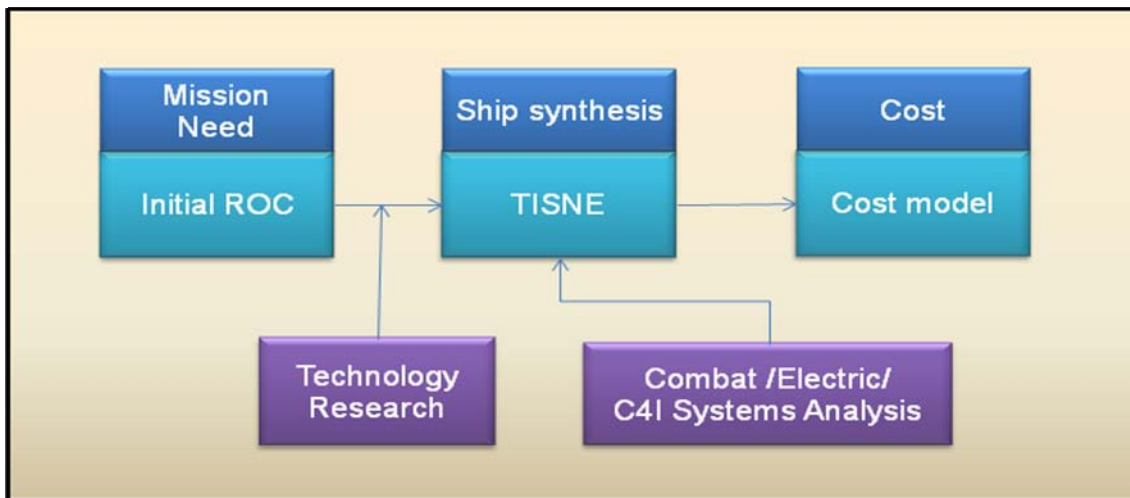 Mission
Need
Initial ROC
Ship synthesis
TISNE
Cost
Cost model
Technology
Research
Combat /Electric/
C4I Systems Analysis